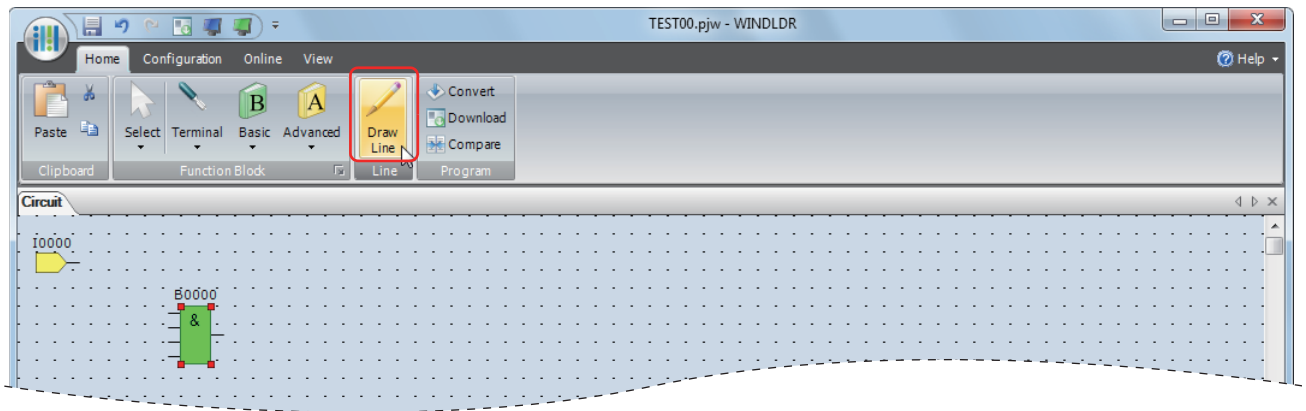 TEST00.pjw - WINDLDR
Home Configuration Online View Help
Paste Select Terminal Basic Advanced Draw Line
B A
Convert
Download
Compare
Clipboard Function Block Line Program
Circuit
I0000
B0000
&